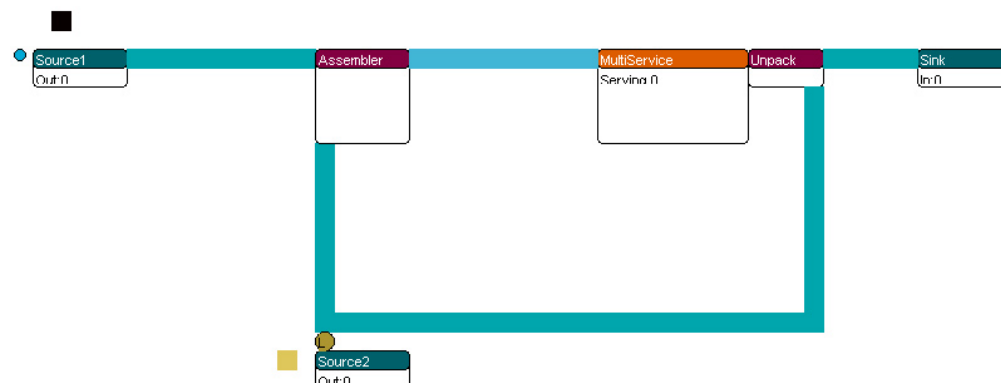 Source1
Assembler
MultiService
Unpack
Sink
Out:0
Serving:0
In:0
L
Source2
Out:0